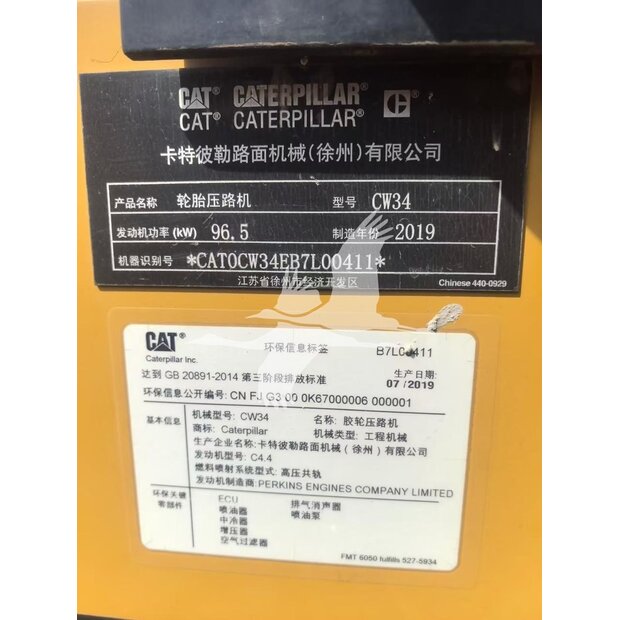 CAT® CATERPILLAR®
CAT® CATERPILLAR®
卡特彼勒路面机械(徐州)有限公司
产品名称 轮胎压路机 型号 CW34
发动机功率 (kW) 96.5 制造年份 2019
机器识别号 *CAT0CW34EB7L00411*
江苏省徐州市经济开发区
Chinese 440-0929
CAT 环保信息标签 B7L00411
Caterpillar Inc.
达到 GB 20891-2014 第三阶段排放标准 生产日期
07 /2019
环保信息公开编号: CN FJ G3 00 0K67000006 000001
基本信息
机械型号: CW34 名称: 胶轮压路机
商标: Caterpillar 机械类型: 工程机械
生产企业名称: 卡特彼勒路面机械(徐州)有限公司
发动机型号: C4.4
燃料喷射系统型式: 高压共轨
发动机制造商: PERKINS ENGINES COMPANY LIMITED
环保关键
零部件
ECU 排气消声器
喷油器 喷油泵
中冷器
增压器
空气过滤器
FMT 6050 fulfills 527-5934